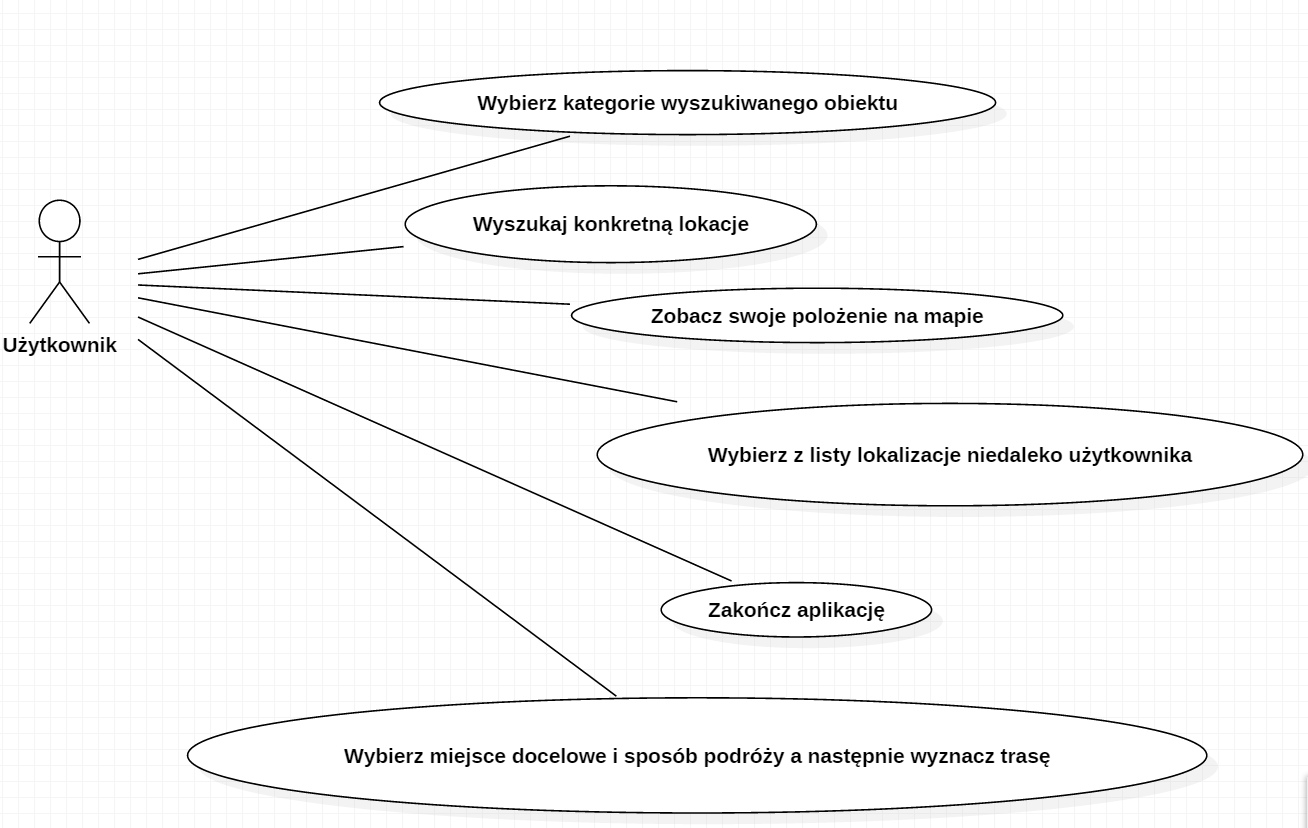 Wybierz kategorie wyszukiwanego obiektu
Wyszukaj konkretną lokacje
Zobacz swoje położenie na mapie
Użytkownik
Wybierz z listy lokalizacje niedaleko użytkownika
Zakończ aplikację
Wybierz miejsce docelowe i sposób podróży a następnie wyznacz trasę